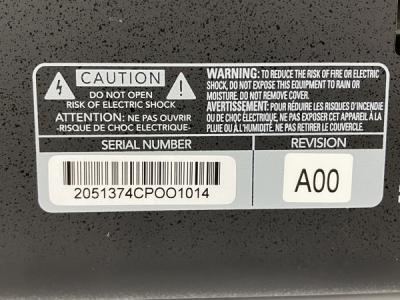 CAUTION
DO NOT OPEN
RISK OF ELECTRIC SHOCK
ATTENTION: NE PAS OUVRIR
-RISQUE DE CHOC ELECTRIQUE-
WARNING: TO REDUCE THE RISK OF FIRE OR ELECTRIC
SHOCK, DO NOT EXPOSE THIS EQUIPMENT TO RAIN OR
MOISTURE, DO NOT REMOVE COVER.
AVERTISSEMENT: POUR RÉDUIRE LES RISQUES D'INCENDIE
OU DE CHOC ÉLECTRIQUE, NE PAS EXPOSER CET APPAREIL À LA
PLUIE OU À L'HUMIDITÉ. NE PAS RETIRER LE COUVERCLE.
SERIAL NUMBER
2051374CPOO1014
REVISION
A00